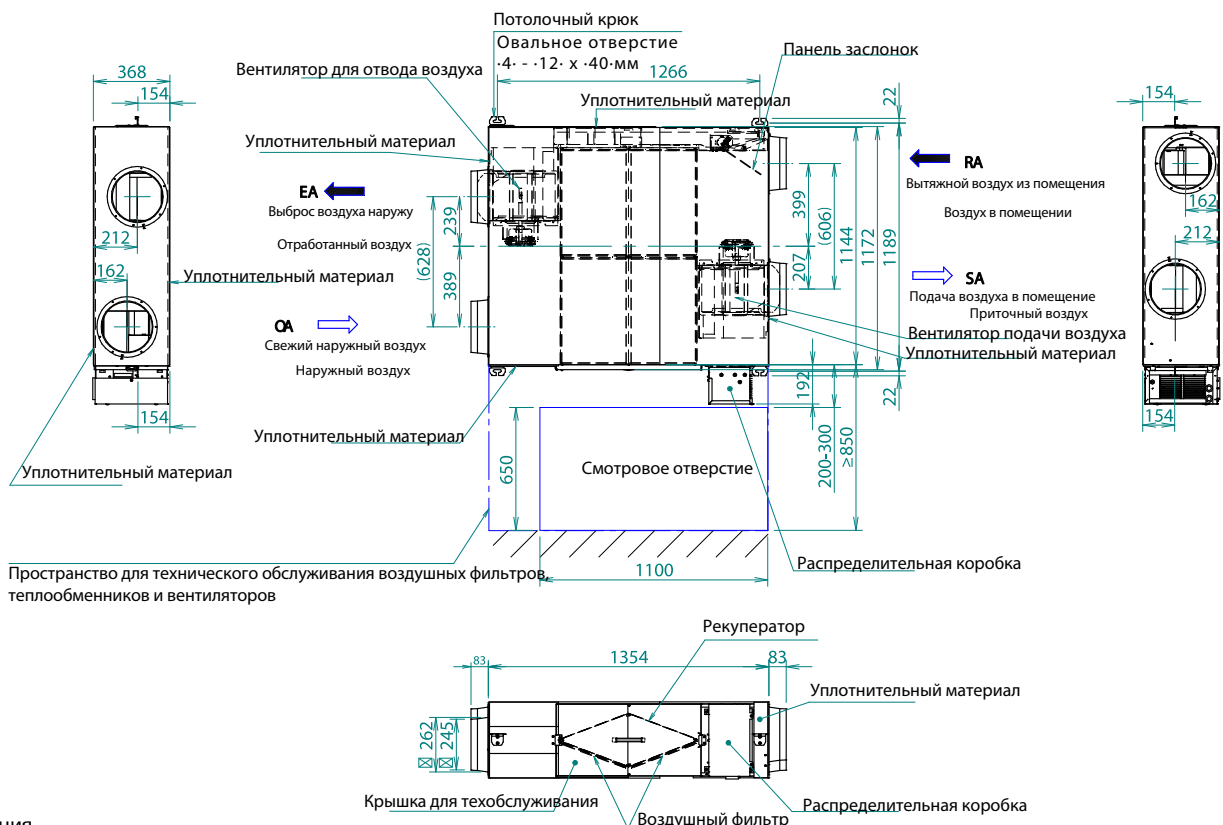 Потолочный крюк
Овальное отверстие
·4· - ·12· х ·40·мм
1266
Панель заслонок
Вентилятор для отвода воздуха
Уплотнительный материал
22
368
154
154
Уплотнительный материал
EA
Выброс воздуха наружу
RA
Вытяжной воздух из помещения
Воздух в помещении
239
399
(606)
1144
1172
1189
162
212
212
Отработанный воздух
(628)
389
207
162
Уплотнительный материал
SA
Подача воздуха в помещение
Приточный воздух
OA
Свежий наружный воздух
Наружный воздух
Вентилятор подачи воздуха
Уплотнительный материал
192
22
154
154
Уплотнительный материал
Уплотнительный материал
650
Смотровое отверстие
200-300
≥850
Распределительная коробка
1100
Пространство для технического обслуживания воздушных фильтров,
теплообменников и вентиляторов
Рекуператор
83
1354
83
Уплотнительный материал
262
245
Крышка для техобслуживания
Распределительная коробка
Воздушный фильтр